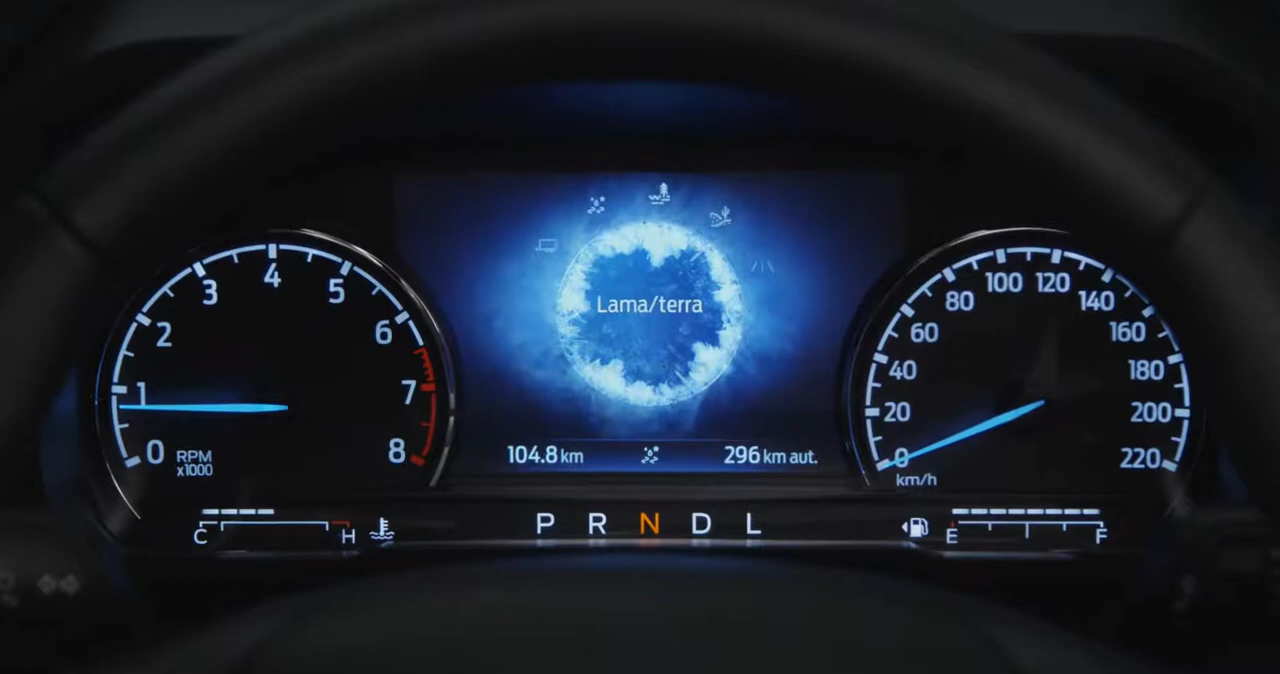 0 1 2 3 4 5 6 7 8
RPM
x1000
Lama/terra
104.8 km
296 km aut.
0 20 40 60 80 100 120 140 160 180 200 220
km/h
C H
P R N D L
E F